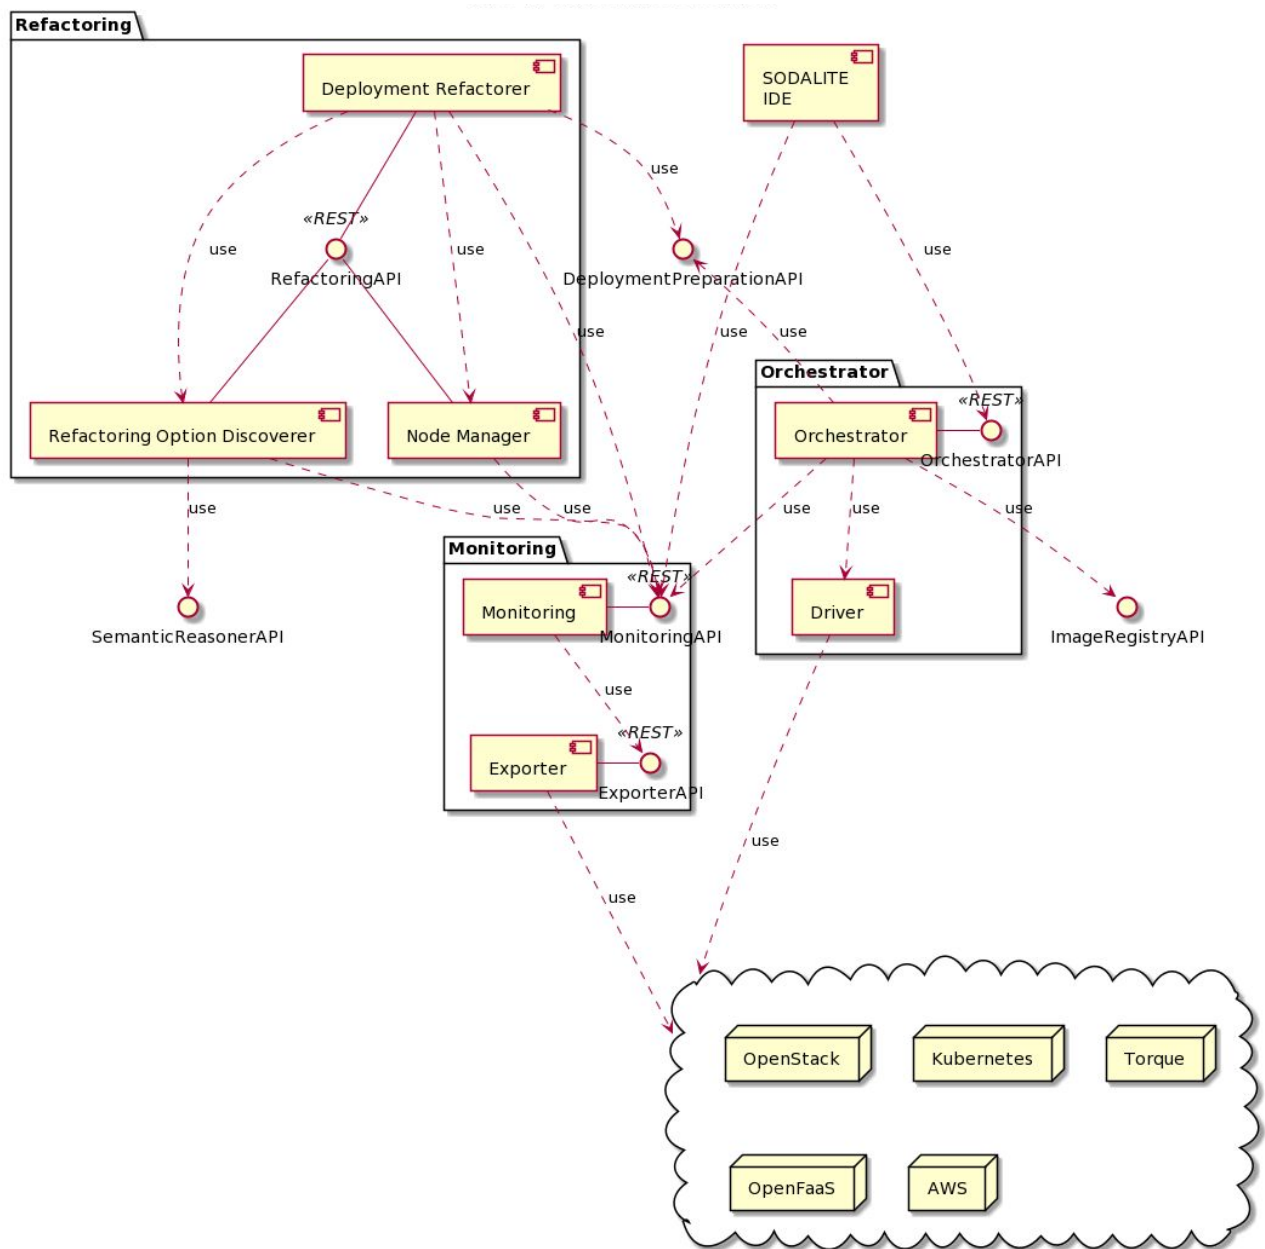 Refactoring
Deployment Refactorer
SODALITE
IDE
use
«REST»
use
use
use
RefactoringAPI
DeploymentPreparationAPI
use
use
use
Orchestrator
«REST»
Refactoring Option Discoverer
Node Manager
Orchestrator
OrchestratorAPI
use
use
use
use
use
use
Monitoring
«REST»
Monitoring
Driver
SemanticReasonerAPI
MonitoringAPI
ImageRegistryAPI
use
«REST»
Exporter
ExporterAPI
use
use
OpenStack
Kubernetes
Torque
OpenFaaS
AWS